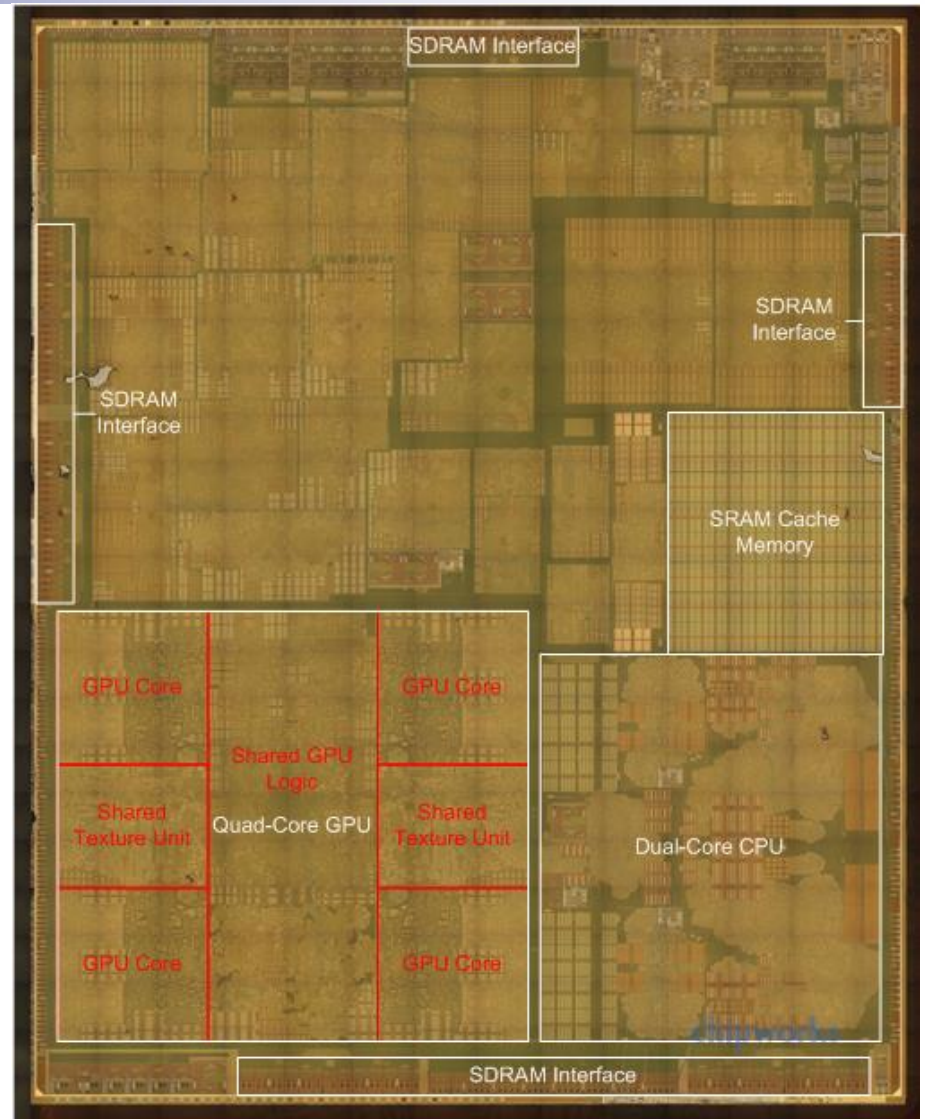 SDRAM Interface
SDRAM
Interface
SDRAM
Interface
SRAM Cache
Memory
GPU Core
GPU Core
Shared GPU
Logic
Shared
Texture Unit
Quad-Core GPU
Shared
Texture Unit
Dual-Core CPU
GPU Core
GPU Core
chipworks
SDRAM Interface